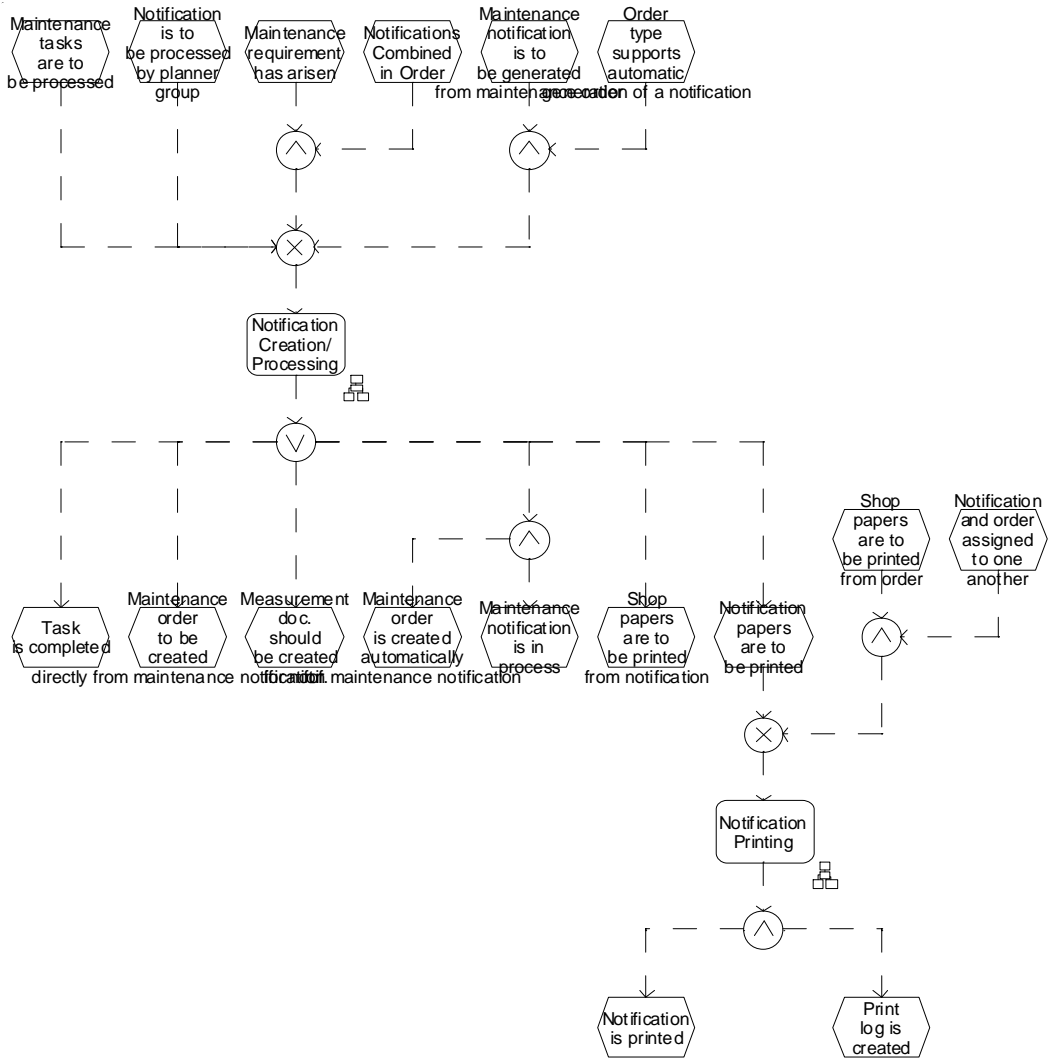 Maintenance
tasks
are to
be processed
Notification
is to
be processed
by planner
group
Maintenance
requirement
has arisen
Notifications
Combined
in Order
Maintenance
notification
is to
be generated
from maintenance order
Order
type
supports
automatic
generation of a notification
Notification
Creation/
Processing
Task
is completed
Maintenance
order
to be
created
directly from maintenance notification
Measurement
doc.
should
be created
for notif.
Maintenance
order
is created
automatically
from maintenance notification
Maintenance
notification
is in
process
Shop
papers
are to
be printed
from notification
Notification
papers
are to
be printed
Shop
papers
are to
be printed
from order
Notification
and order
assigned
to one
another
Notification
Printing
Notification
is printed
Print
log is
created